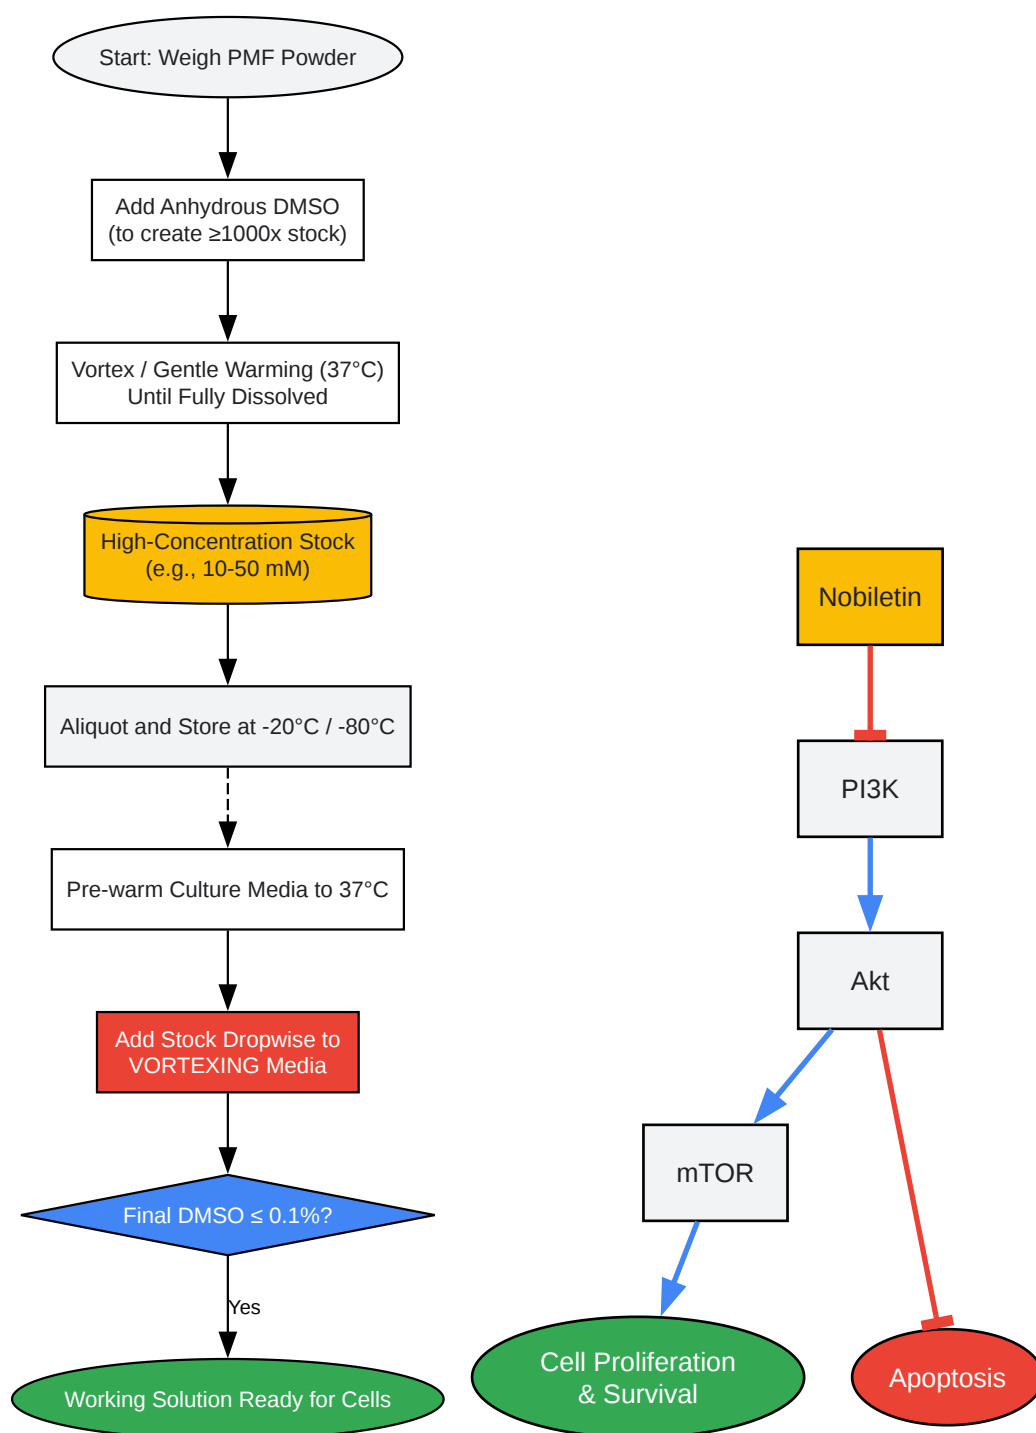 Start: Weigh PMF Powder
Add Anhydrous DMSO
(to create ≥1000x stock)
Vortex / Gentle Warming (37°C)
Until Fully Dissolved
High-Concentration Stock
(e.g., 10-50 mM)
Aliquot and Store at -20°C / -80°C
Pre-warm Culture Media to 37°C
Add Stock Dropwise to
VORTEXING Media
Final DMSO ≤ 0.1%?
Yes
Working Solution Ready for Cells
Nobiletin
PI3K
Akt
mTOR
Cell Proliferation
& Survival
Apoptosis